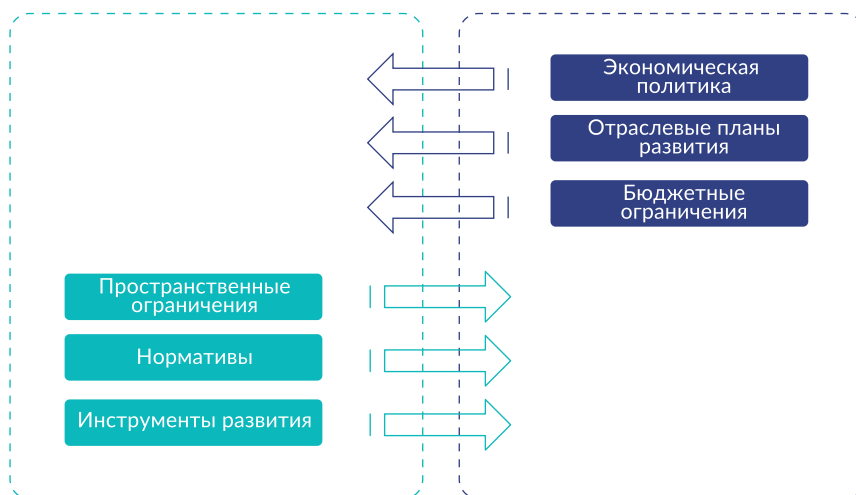 Экономическая
политика
Отраслевые планы
развития
Бюджетные
ограничения
Пространственные
ограничения
Нормативы
Инструменты развития